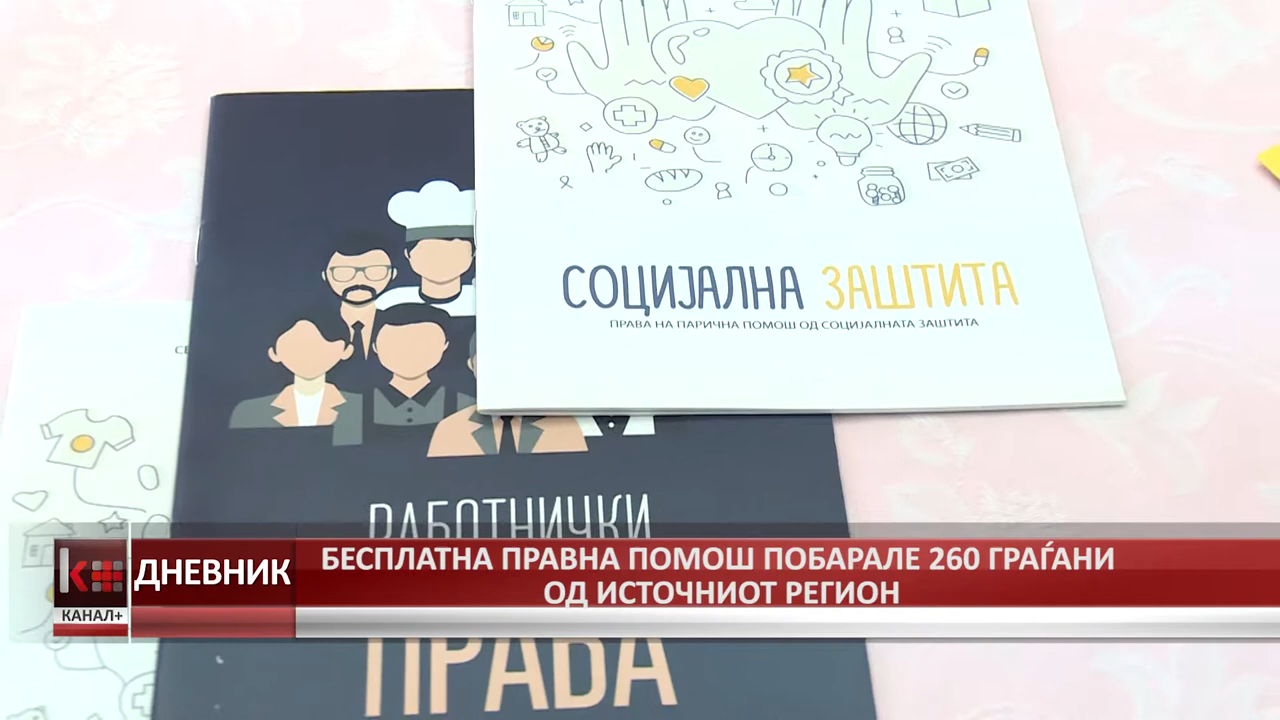 СОЦИЈАЛНА ЗАШТИТА
ПРАВА НА ПАРИЧНА ПОМОШ ОД СОЦИЈАЛНАТА ЗАШТИТА
РАБОТНИЧКИ
БЕСПЛАТНА ПРАВНА ПОМОШ ПОБАРАЛЕ 260 ГРАЃАНИ
ДНЕВНИК
ОД ИСТОЧНИОТ РЕГИОН
КАНАЛ+
ПРАВА